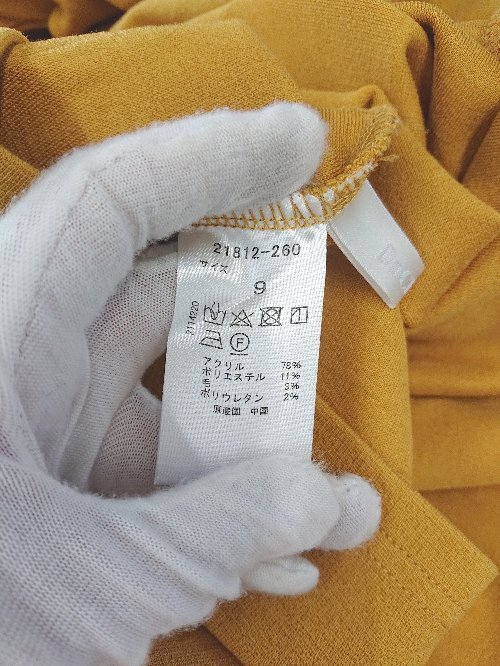 21812-260
サイズ
9
2114220
F
アクリル 78%
ポリエステル 11%
毛 9%
ポリウレタン 2%
原産国 中国